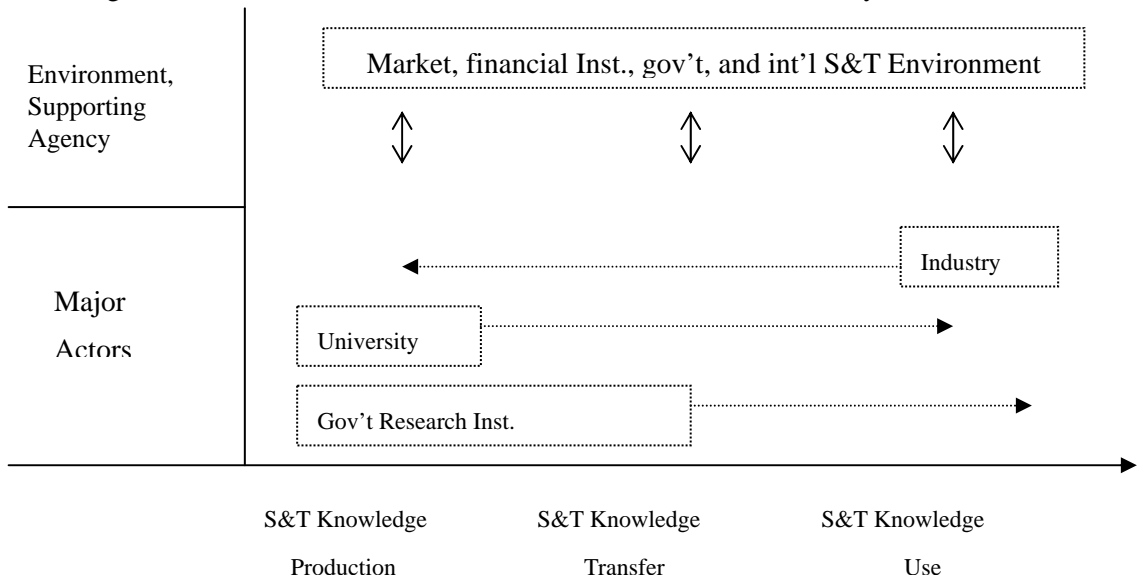 Market, financial Inst., gov't, and int'l S&T Environment
Environment,
Supporting
Agency
Industry
Major
Actors
University
Gov't Research Inst.
S&T Knowledge
Production
S&T Knowledge
Transfer
S&T Knowledge
Use